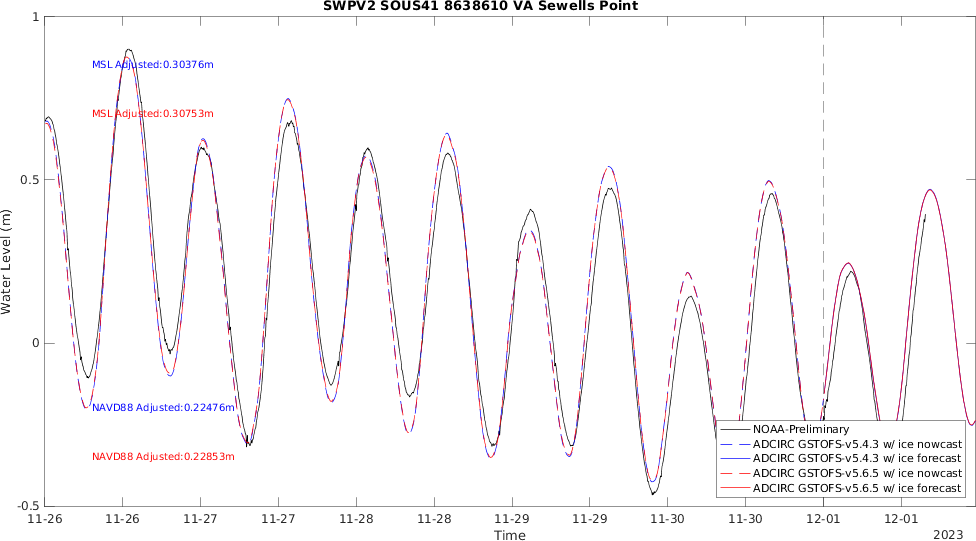 SWPV2 SOUS41 8638610 VA Sewells Point
1
MSL Adjusted:0.30376m
MSL Adjusted:0.30753m
0.5
Water Level (m)
0
NAVD88 Adjusted:0.22476m
NAVD88 Adjusted:0.22853m
NOAA-Preliminary
ADCIRC GSTOFS-v5.4.3 w/ ice nowcast
ADCIRC GSTOFS-v5.4.3 w/ ice forecast
ADCIRC GSTOFS-v5.6.5 w/ ice nowcast
ADCIRC GSTOFS-v5.6.5 w/ ice forecast
-0.5
11-26 11-26 11-27 11-27 11-28 11-28 11-29 11-29 11-30 11-30 12-01 12-01
Time
2023